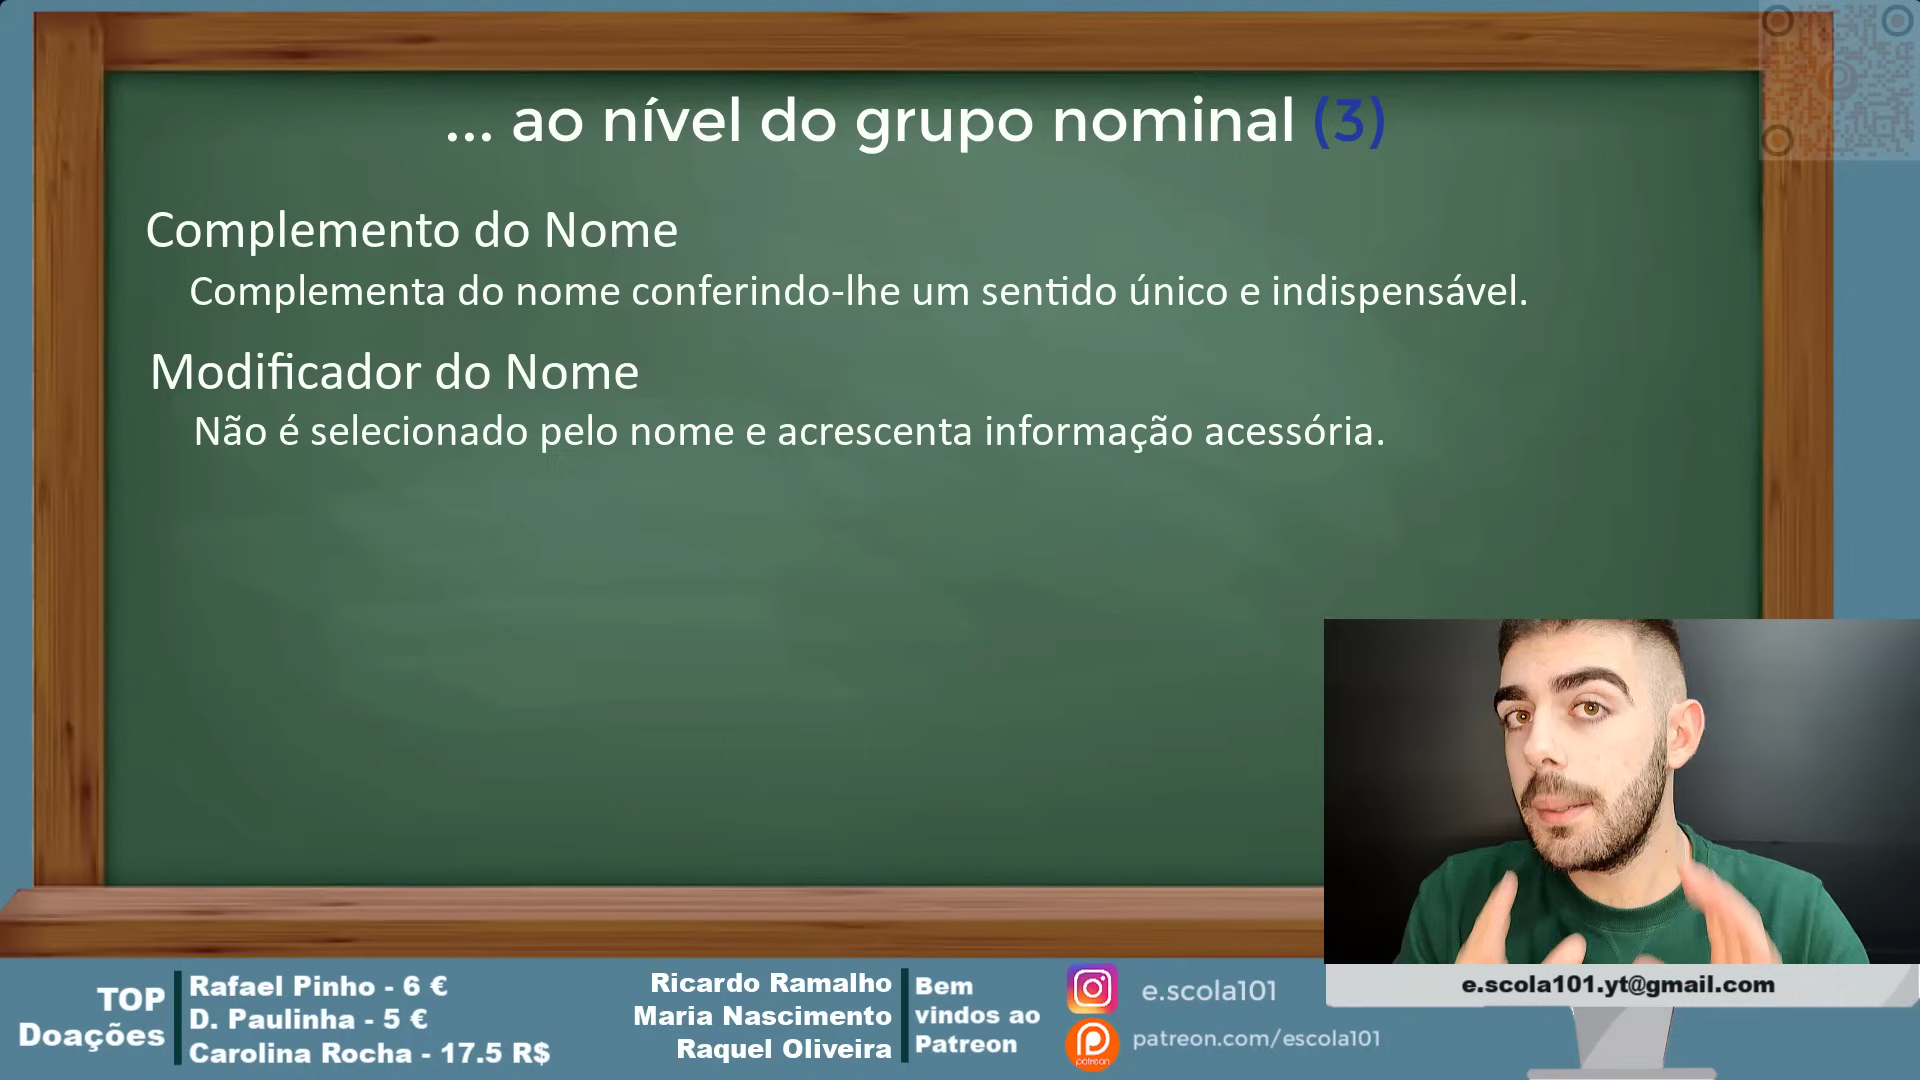 ... ao nível do grupo nominal (3)
Complemento do Nome
Complementa do nome conferindo-lhe um sentido único e indispensável.
Modificador do Nome
Não é selecionado pelo nome e acrescenta informação acessória.
TOP
Doações
Rafael Pinho - 6 €
D. Paulinha - 5 €
Carolina Rocha - 17.5 R$
Ricardo Ramalho
Maria Nascimento
Raquel Oliveira
Bem
vindos ao
Patreon
e.scola101
patreon
patreon.com/escola101
e.scola101.yt@gmail.com